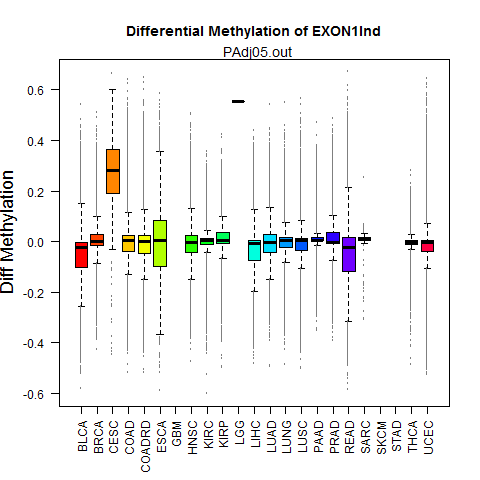 Differential Methylation of EXON1Ind
PAdj05.out
Diff Methylation
0.6
0.4
0.2
0.0
-0.2
-0.4
-0.6
BLCA
BRCA
CESC
COAD
COADRD
ESCA
GBM
HNSC
KIRC
KIRP
LGG
LIHC
LUAD
LUNG
LUSC
PAAD
PRAD
READ
SARC
SKCM
STAD
THCA
UCEC